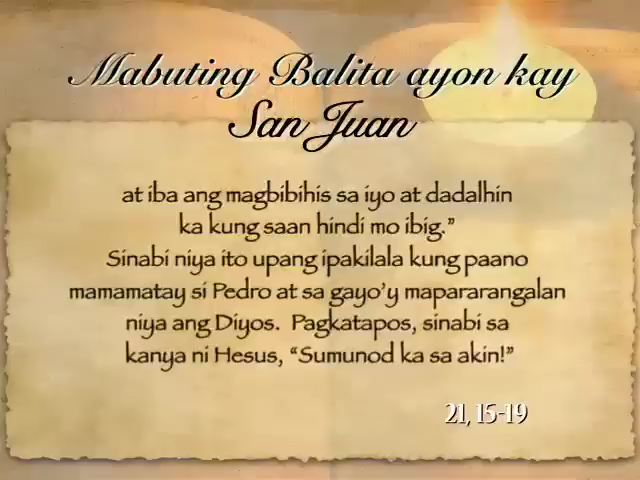 Mabuting Balita ayon kay
San Juan
at iba ang magbibihis sa iyo at dadalhin
ka kung saan hindi mo ibig.”
Sinabi niya ito upang ipakilala kung paano
mamamatay si Pedro at sa gayo’y mapararangalan
niya ang Diyos. Pagkatapos, sinabi sa
kanya ni Hesus, “Sumunod ka sa akin!”
21, 15-19